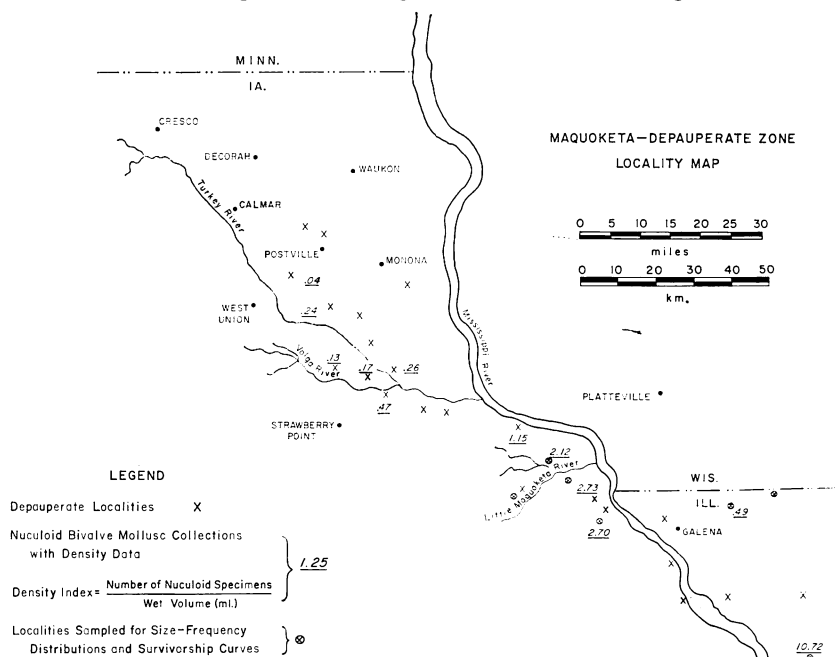 MINN.
IA.
CRESCO
DECORAH
WAUKON
MAQUOKETA—DEPAUPERATE ZONE
LOCALITY MAP
Turkey River
CALMAR
0 5 10 15 20 25 30
miles
POSTVILLE
MONONA
0 10 20 30 40 50
km.
.04
WEST
UNION
.24
Mississippi River
Volga River
.13
.17
.26
.47
PLATTEVILLE
STRAWBERRY
POINT
1.15
2.12
LEGEND
Little Maquoketa River
2.73
WIS.
ILL.
.49
Depauperate Localities X
2.70
GALENA
Nuculoid Bivalve Mollusc Collections
with Density Data
1.25
Density Index= Number of Nuculoid Specimens
Wet Volume (ml.)
Localities Sampled for Size-Frequency
Distributions and Survivorship Curves
10.72